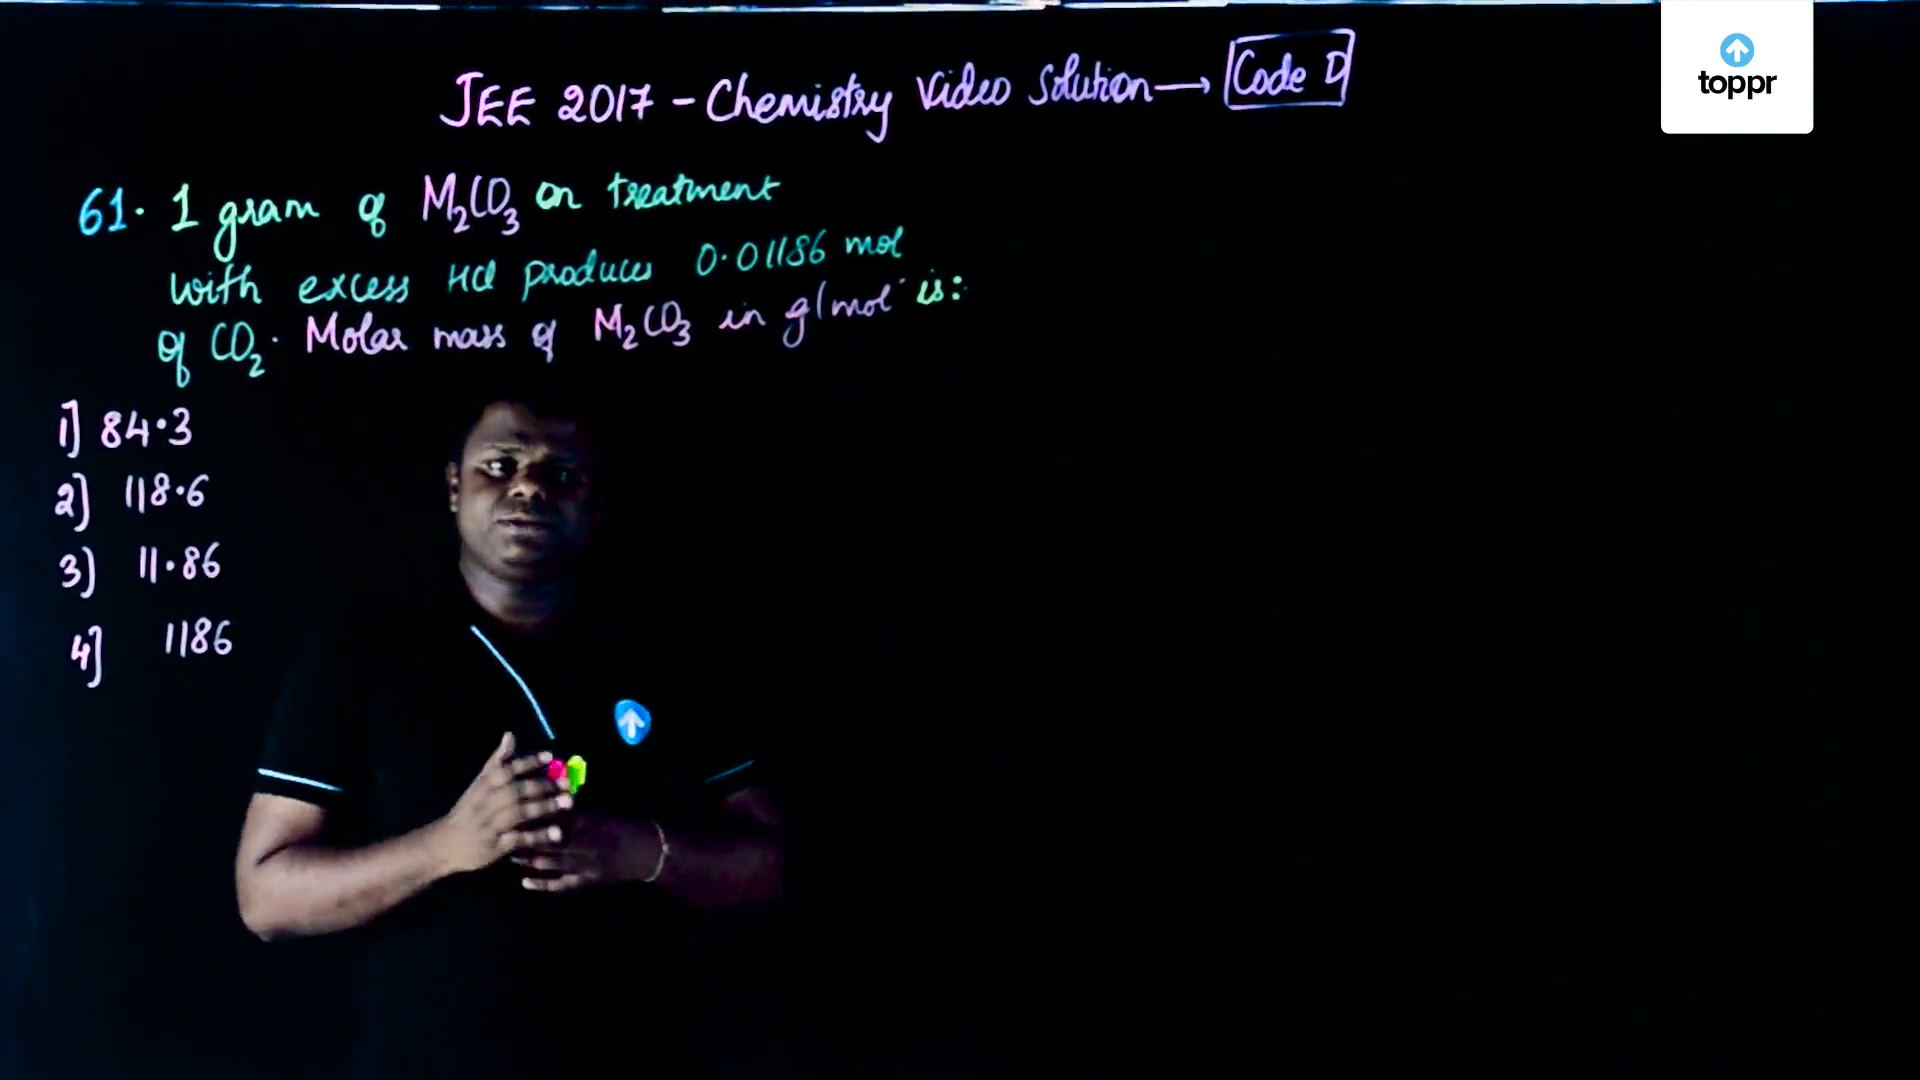 JEE 2017 - Chemistry Video Solution → Code D
toppr
61. 1 gram of M₂CO₃ on treatment
with excess HCl produces 0.01186 mol
of CO₂. Molar mass of M₂CO₃ in g/mol is:
1] 84.3
2] 118.6
3) 11.86
4] 1186